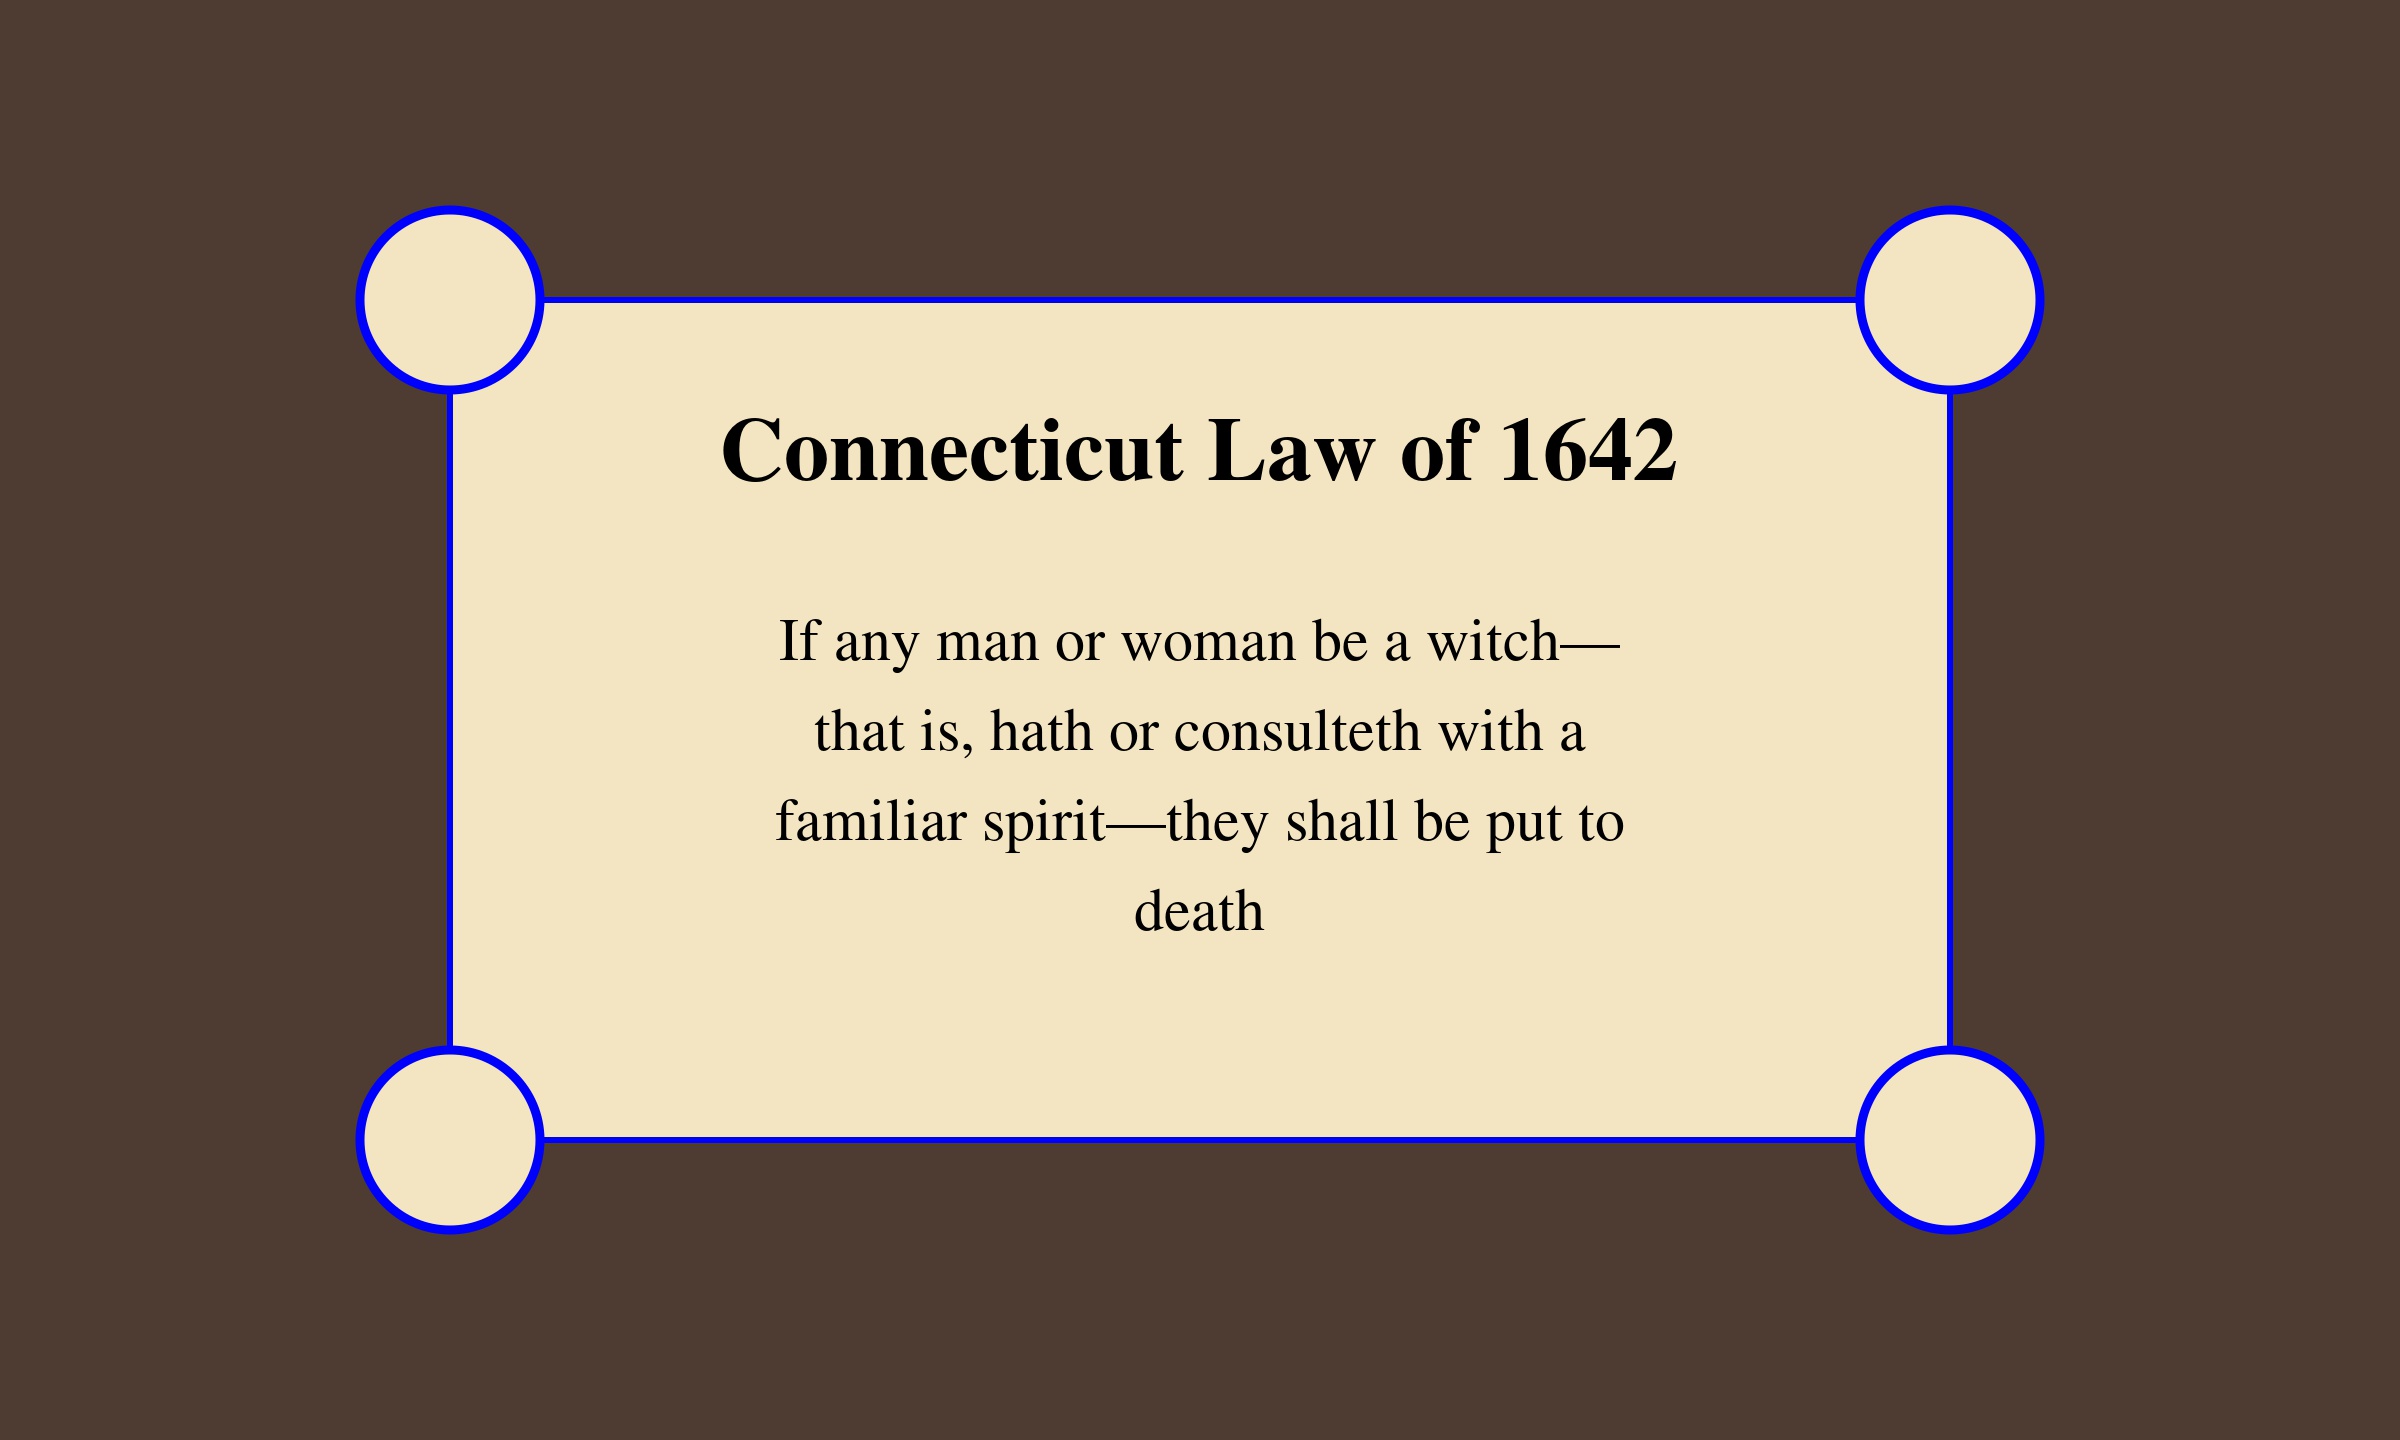 Connecticut Law of 1642
If any man or woman be a witch—
that is, hath or consulteth with a
familiar spirit—they shall be put to
death